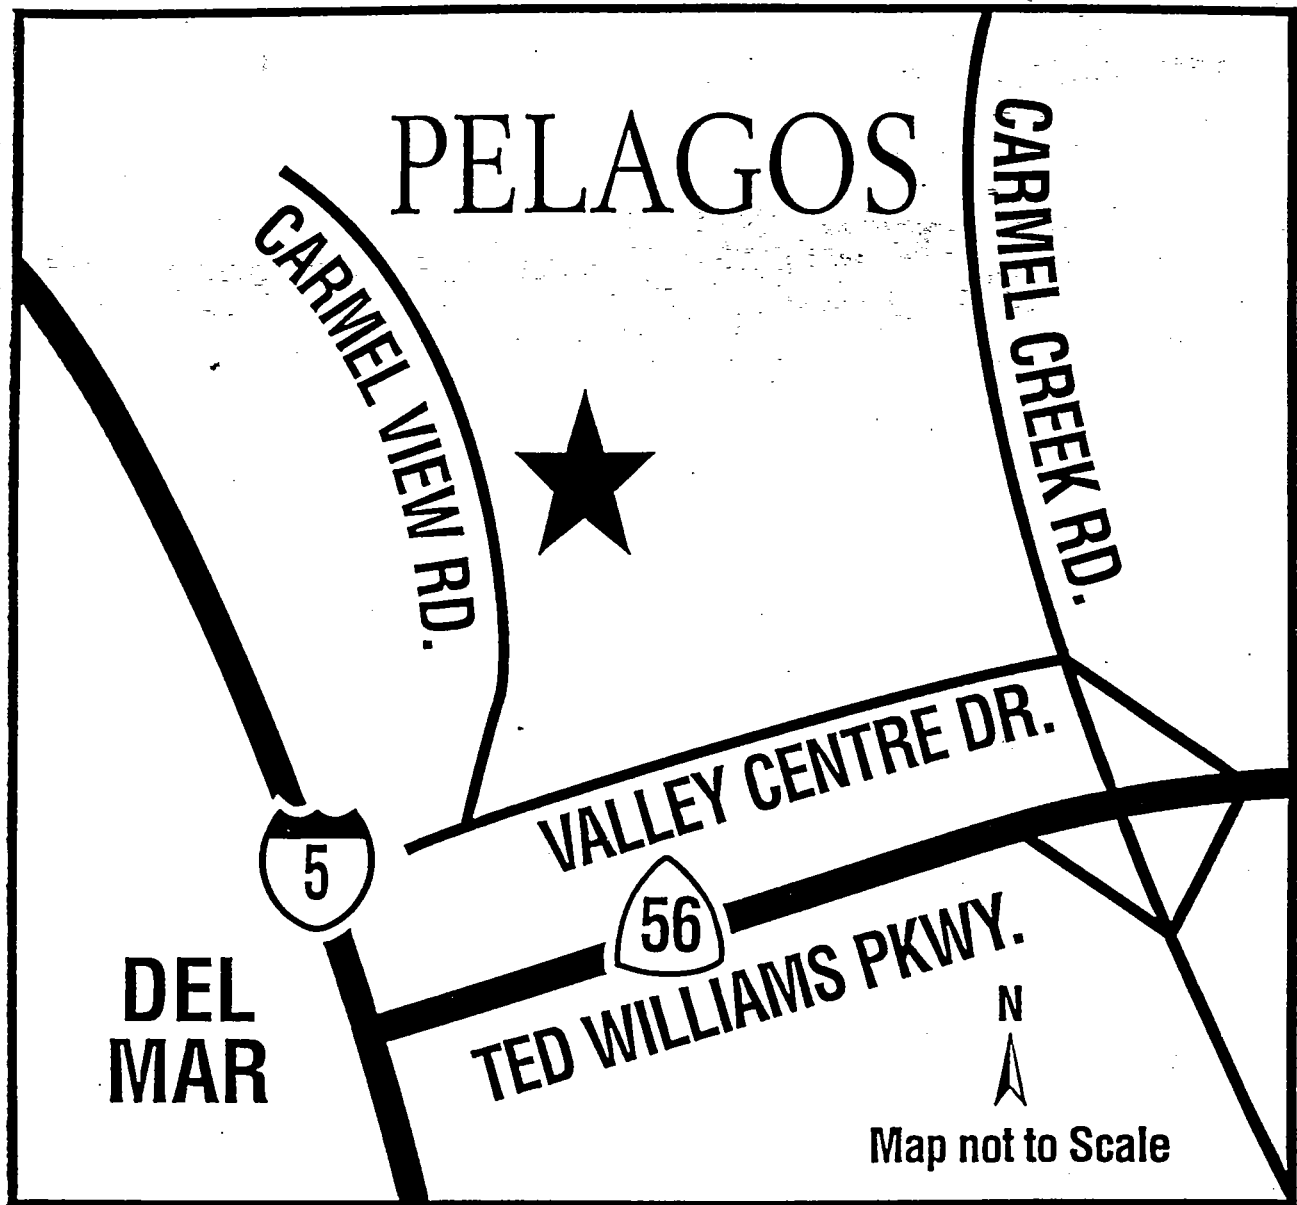 PELAGOS
CARMEL CREEK RD.
CARMEL VIEW RD.
VALLEY CENTRE DR.
5
56
TED WILLIAMS PKWY.
DEL
MAR
N
Map not to Scale